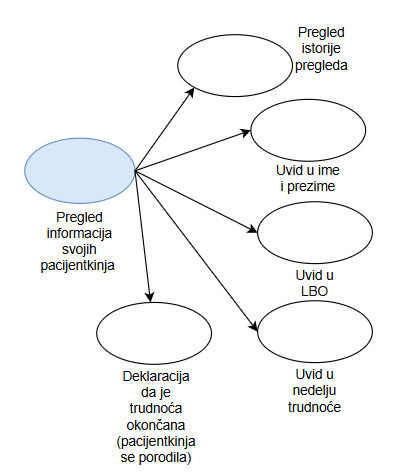 Pregled
istorije
pregleda
Uvid u ime
i prezime
Pregled
informacija
svojih
pacijentkinja
Uvid u
LBO
Deklaracija
da je
trudnoća
okončana
(pacijentkinja
se porodila)
Uvid u
nedelju
trudnoće